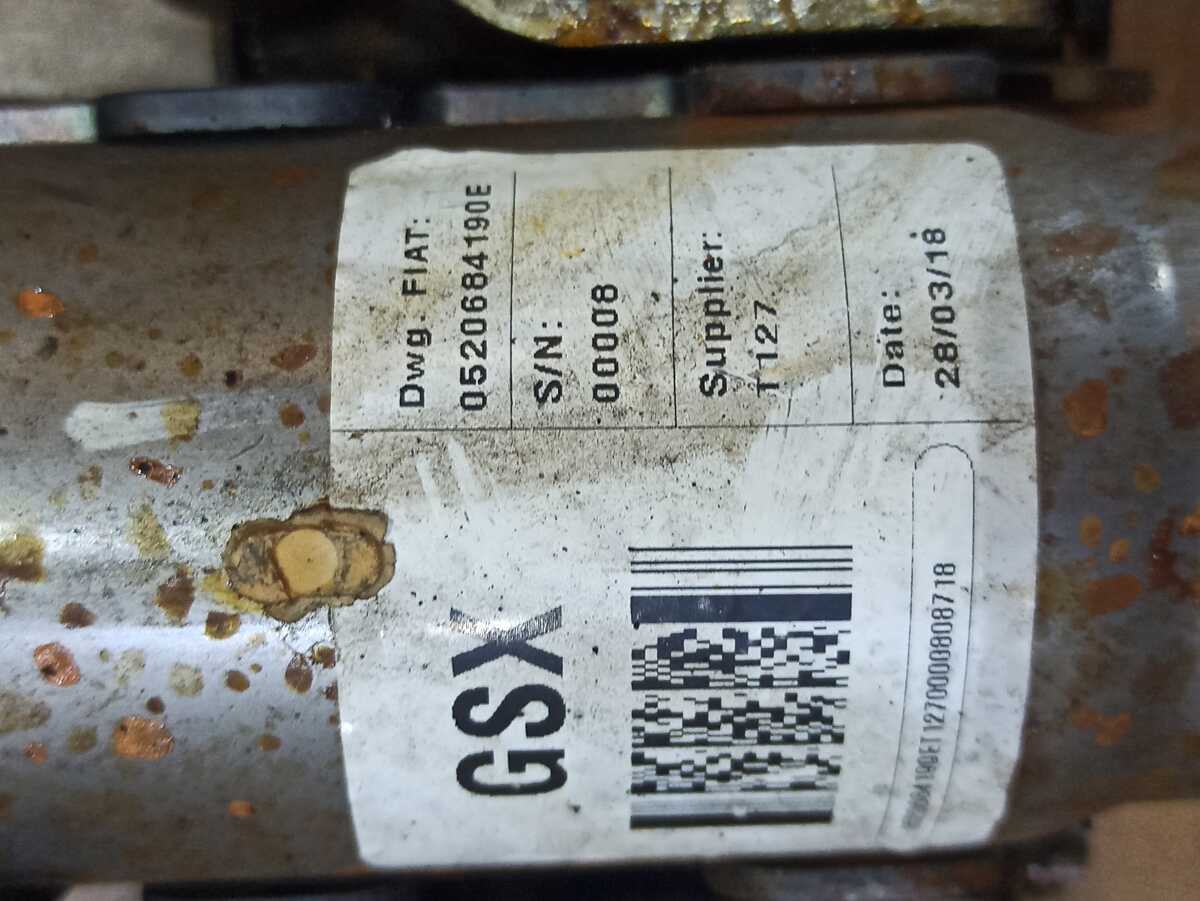 Dwg. FIAT:
0520684190E
S/N:
00008
Supplier:
T127
Date:
28/03/18
GSX